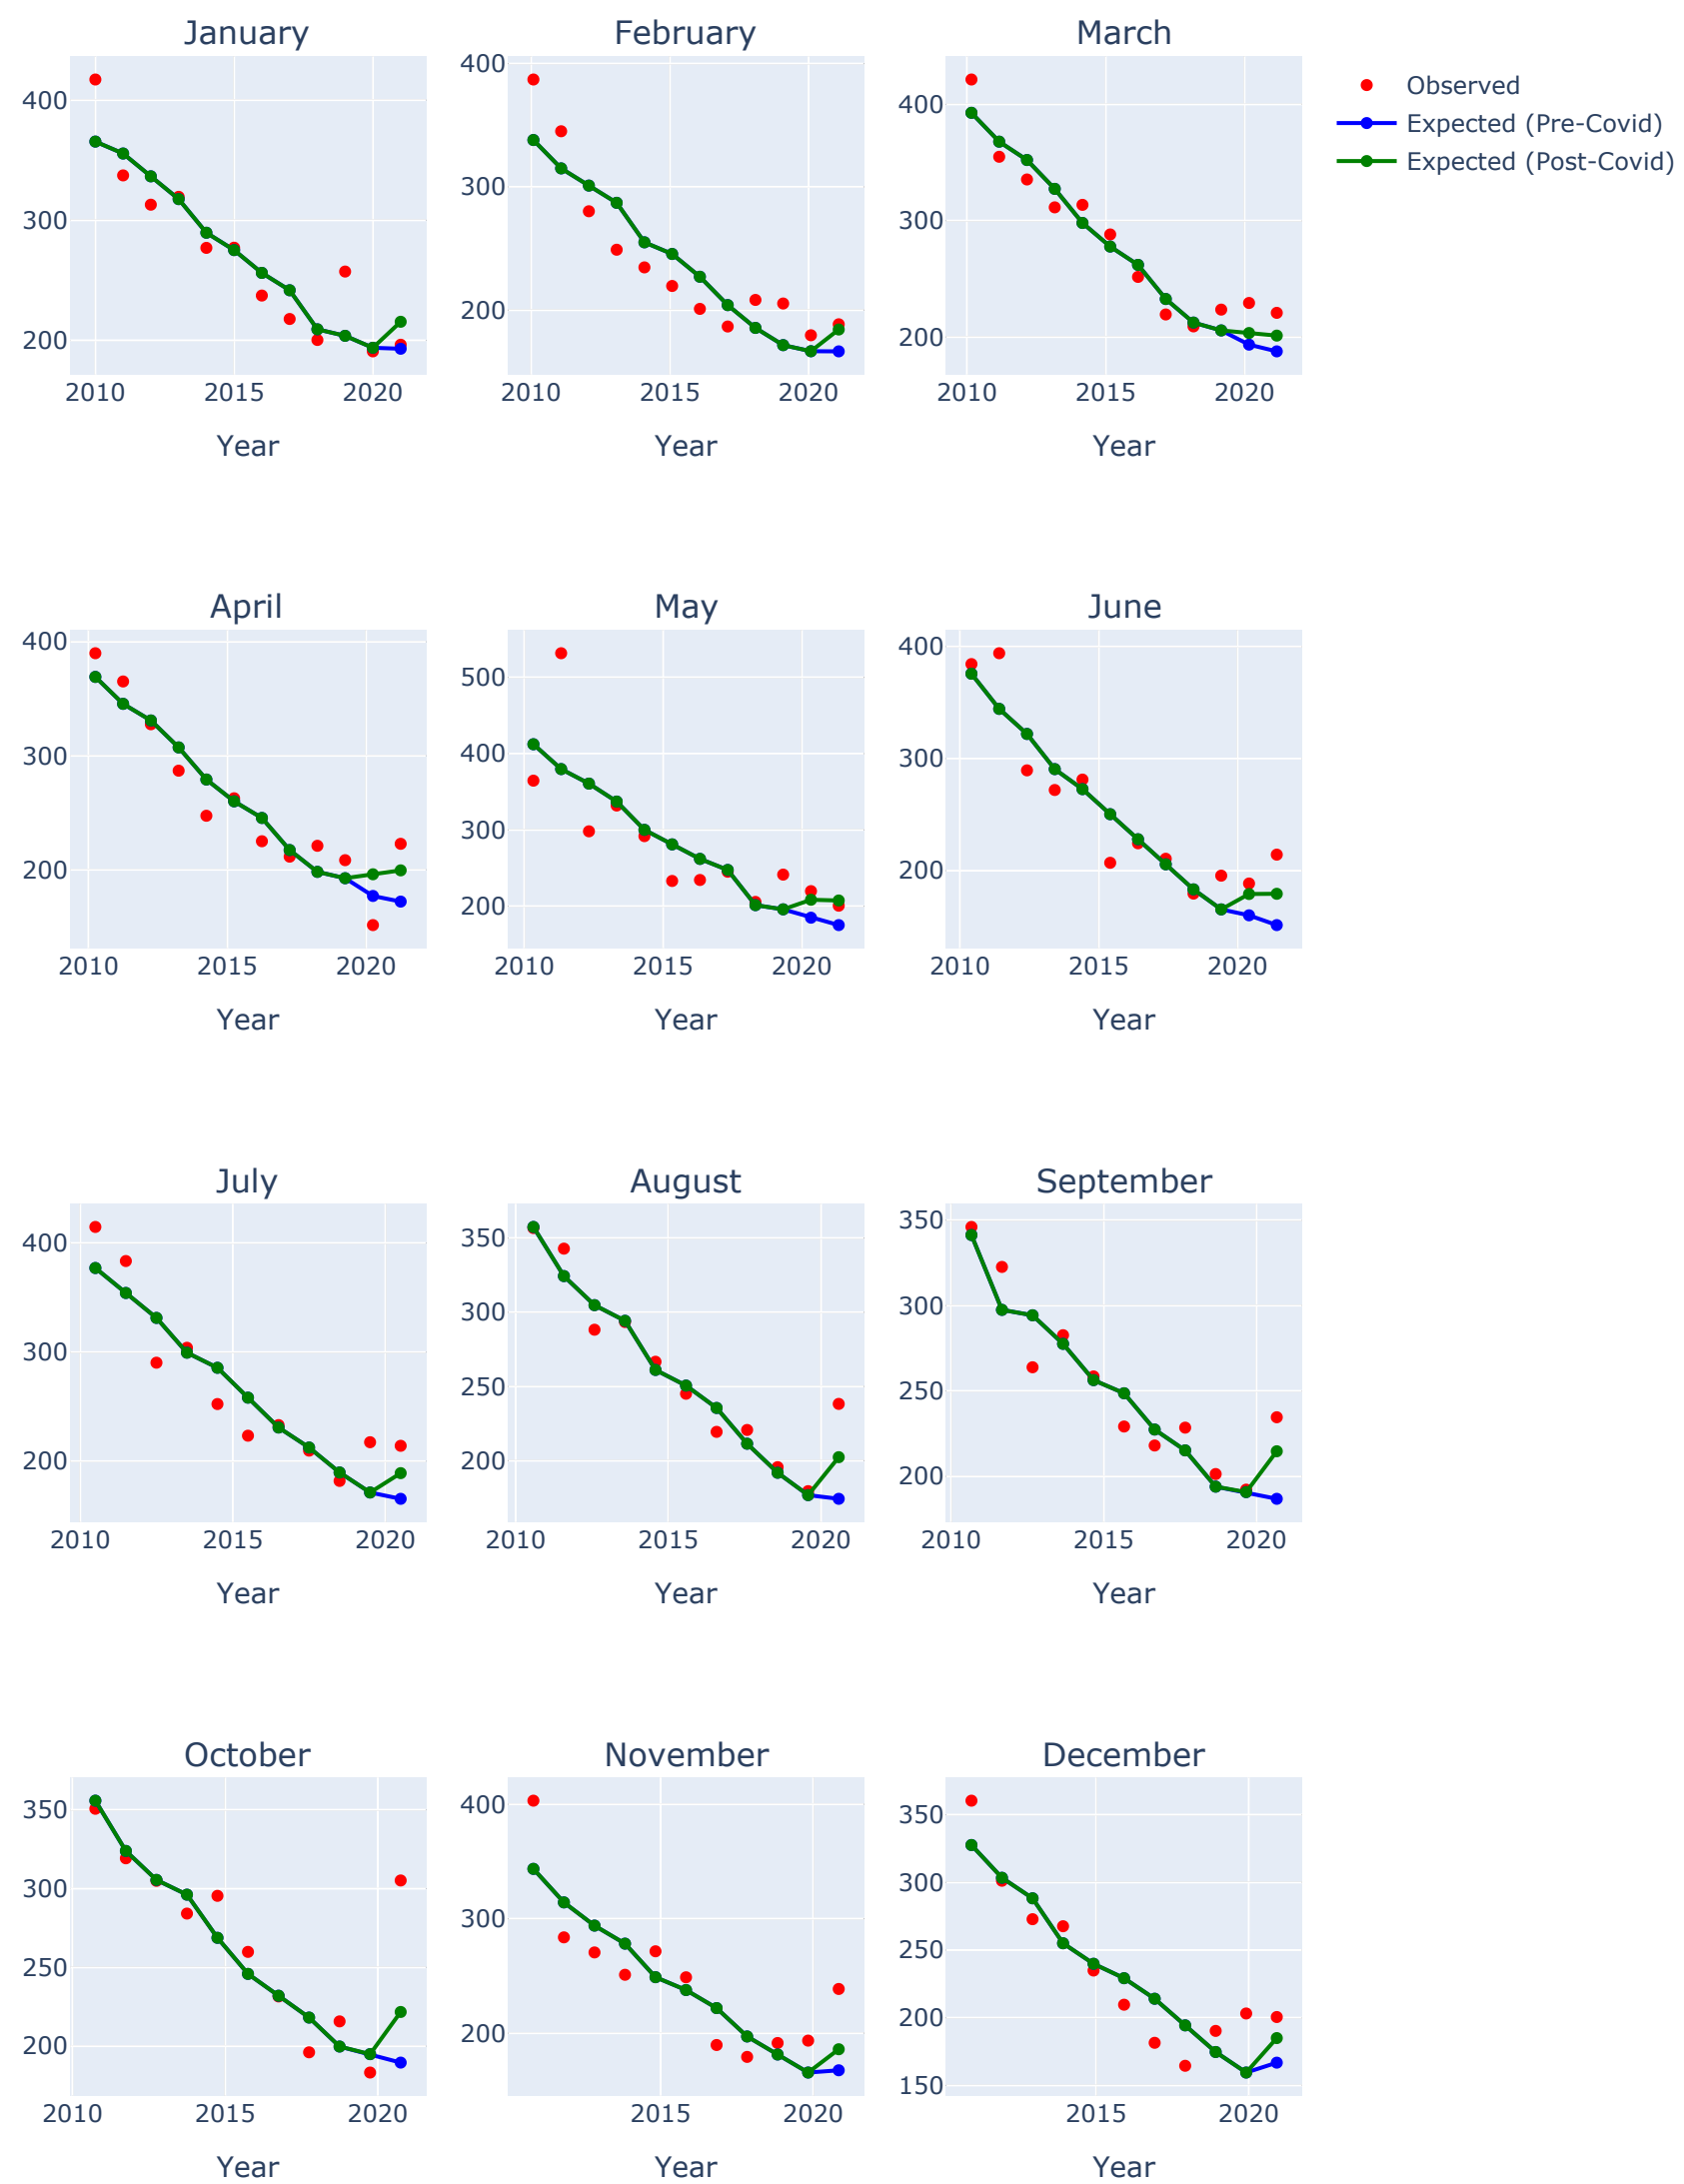 January
February
March
400
300
200
2010 2015 2020
Year
400
300
200
2010 2015 2020
Year
400
300
200
2010 2015 2020
Year
Observed
Expected (Pre-Covid)
Expected (Post-Covid)
April
May
June
400
300
200
2010 2015 2020
Year
500
400
300
200
2010 2015 2020
Year
400
300
200
2010 2015 2020
Year
July
August
September
400
300
200
2010 2015 2020
Year
350
300
250
200
2010 2015 2020
Year
350
300
250
200
2010 2015 2020
Year
October
November
December
350
300
250
200
2010 2015 2020
Year
400
300
200
2015 2020
Year
350
300
250
200
150
2015 2020
Year